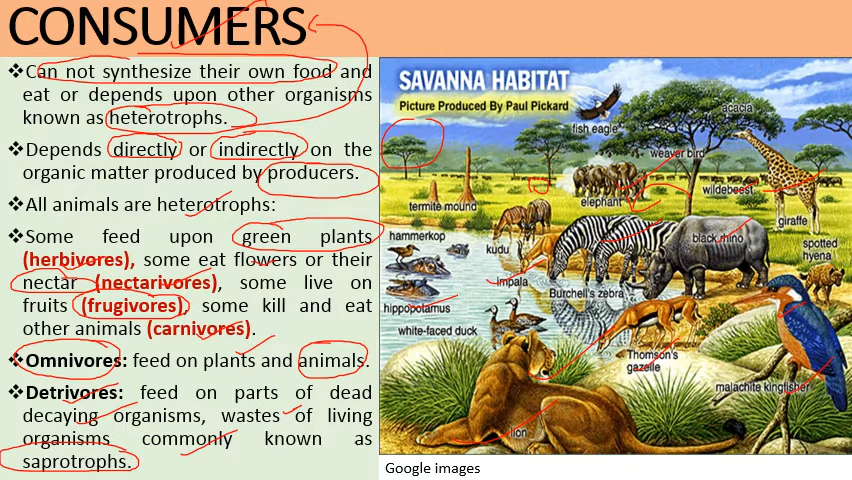 CONSUMERS
❖Can not synthesize their own food and
eat or depends upon other organisms
known as heterotrophs.
❖Depends directly or indirectly on the
organic matter produced by producers.
❖All animals are heterotrophs:
❖Some feed upon green plants
(herbivores), some eat flowers or their
nectar (nectarivores), some live on
fruits (frugivores), some kill and eat
other animals (carnivores).
❖Omnivores: feed on plants and animals.
❖Detrivores: feed on parts of dead
decaying organisms, wastes of living
organisms commonly known as
saprotrophs.
SAVANNA HABITAT
Picture Produced By Paul Pickard
fish eagle
acacia
weaver bird
termite mound
elephant
wildebeest
giraffe
hammerkop
kudu
black rhino
spotted
hyena
impala
Burchell's zebra
hippopotamus
white-faced duck
Thomson's
gazelle
malachite kingfisher
lion
Google images